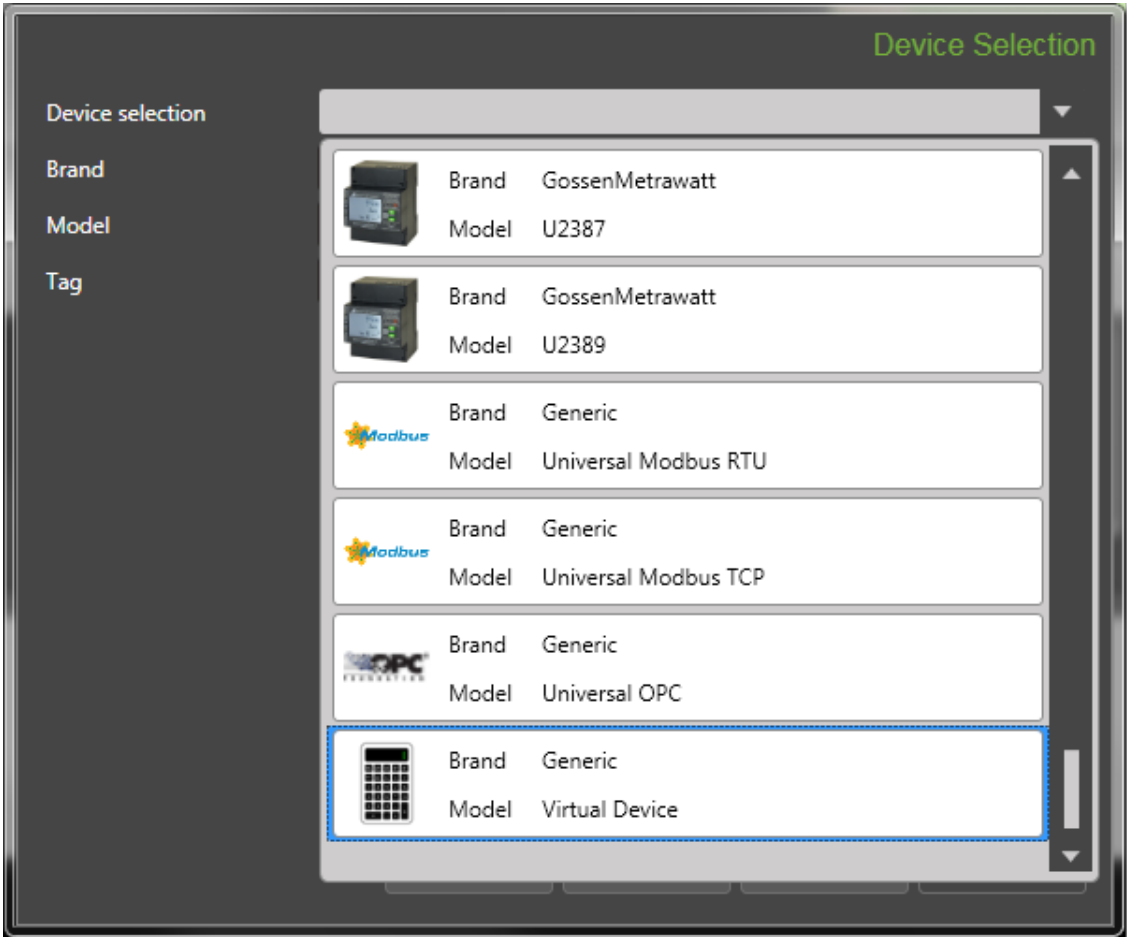 Device Selection
Device selection
Brand
Model
Tag
Brand GossenMetrawatt
Model U2387
Brand GossenMetrawatt
Model U2389
Modbus
Brand Generic
Model Universal Modbus RTU
Modbus
Brand Generic
Model Universal Modbus TCP
OPC
FOUNDATION
Brand Generic
Model Universal OPC
Brand Generic
Model Virtual Device